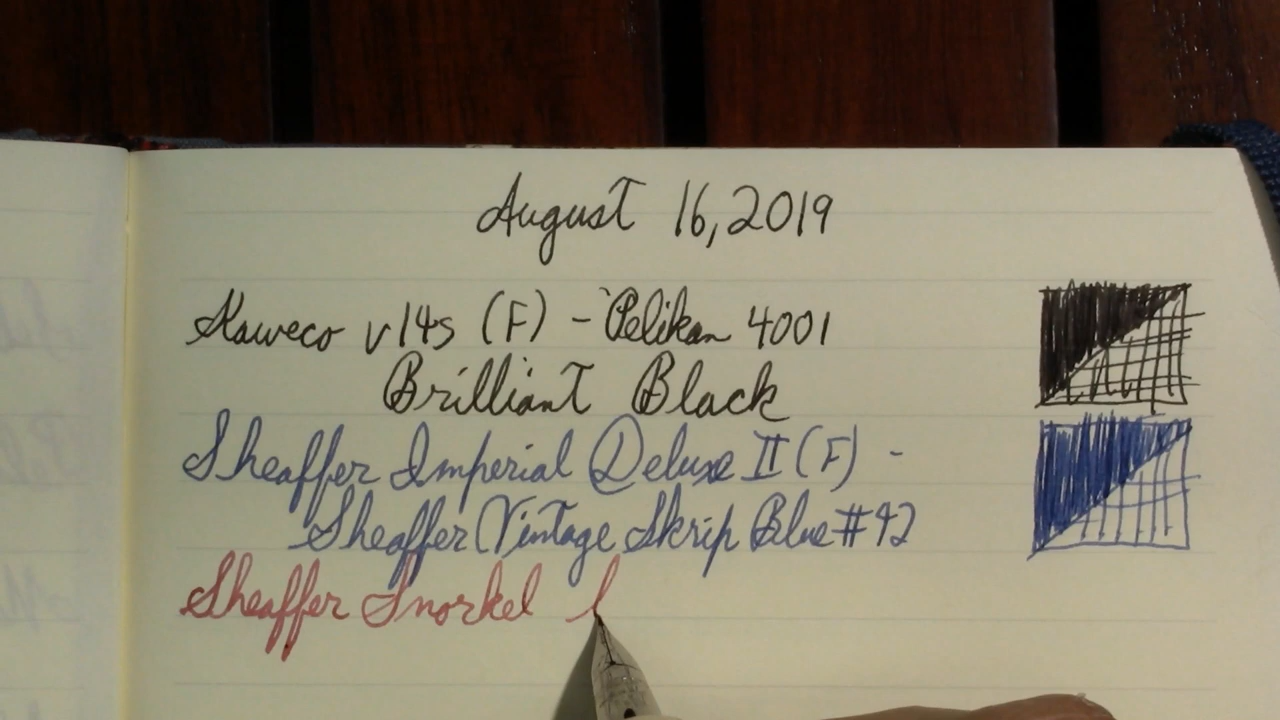 August 16, 2019
Kaweco v14s (F) - Pelikan 4001
Brilliant Black
Sheaffer Imperial Deluxe II (F) -
Sheaffer Vintage Skrip Blue #42
Sheaffer Snorkel